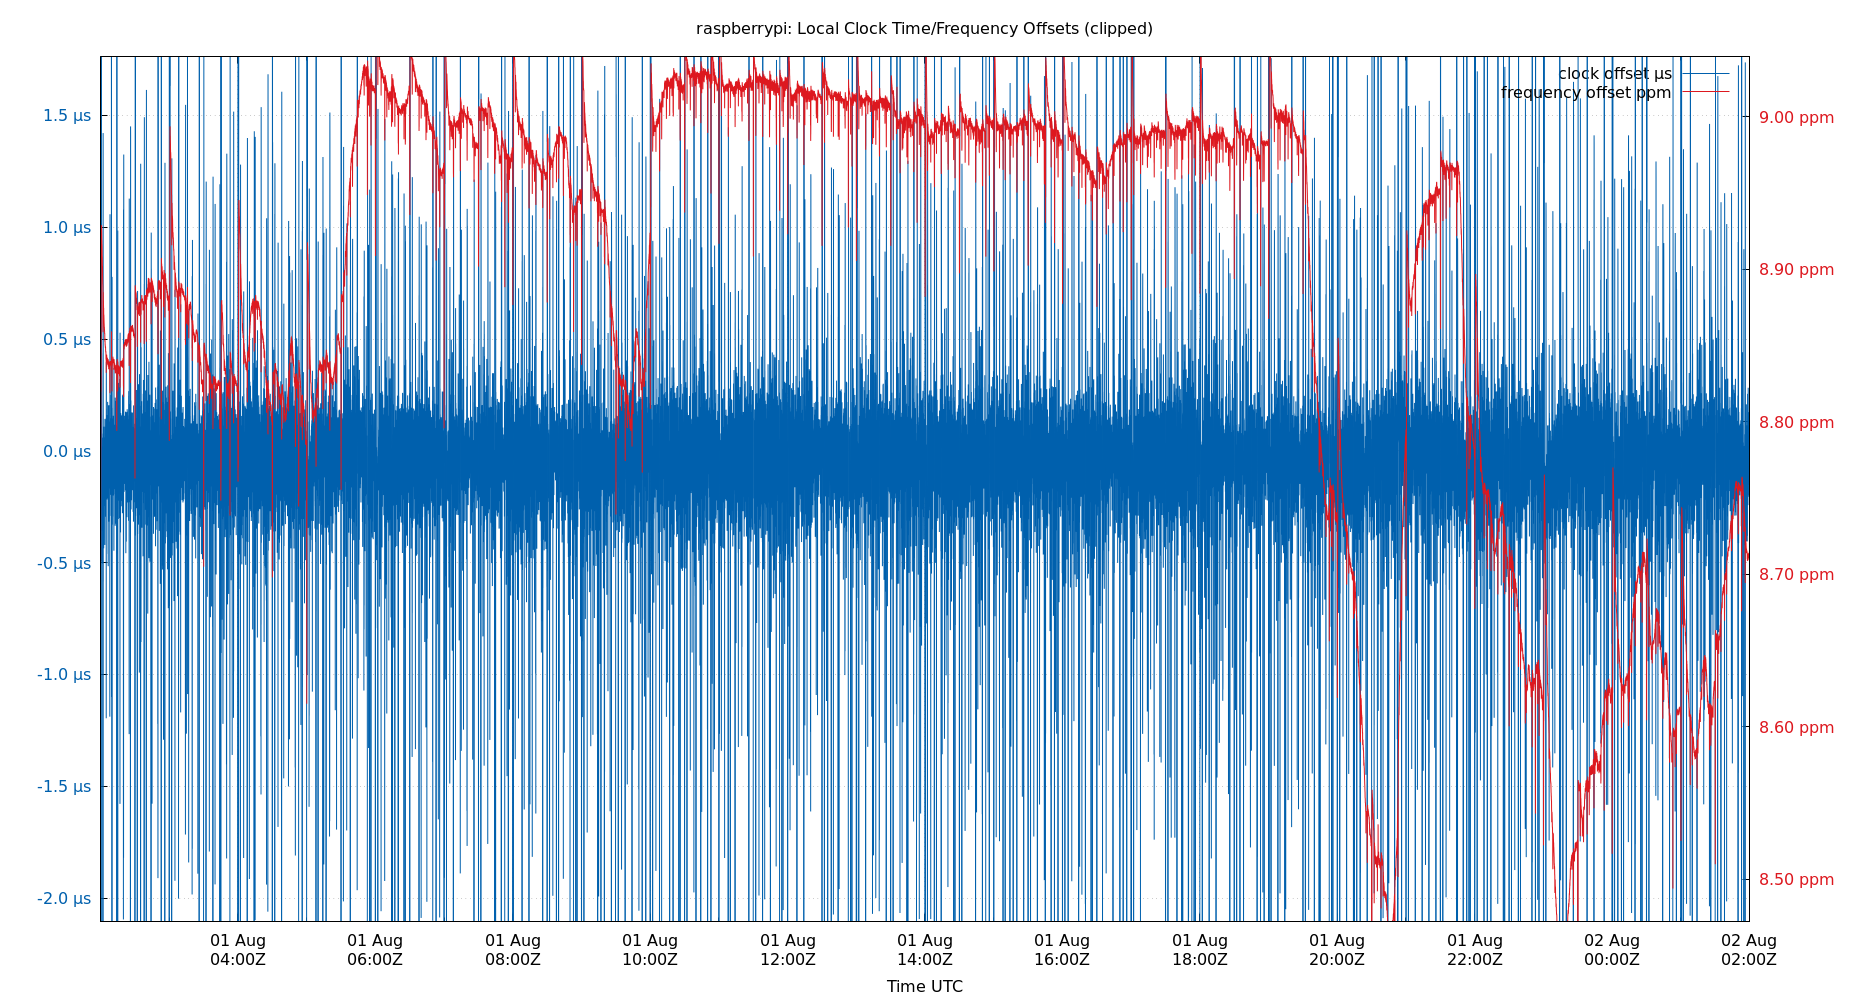 raspberrypi: Local Clock Time/Frequency Offsets (clipped)
clock offset µs
frequency offset ppm
1.5 µs
1.0 µs
0.5 µs
0.0 µs
-0.5 µs
-1.0 µs
-1.5 µs
-2.0 µs
9.00 ppm
8.90 ppm
8.80 ppm
8.70 ppm
8.60 ppm
8.50 ppm
01 Aug 01 Aug 01 Aug 01 Aug 01 Aug 01 Aug 01 Aug 01 Aug 01 Aug 01 Aug 02 Aug 02 Aug
04:00Z 06:00Z 08:00Z 10:00Z 12:00Z 14:00Z 16:00Z 18:00Z 20:00Z 22:00Z 00:00Z 02:00Z
Time UTC